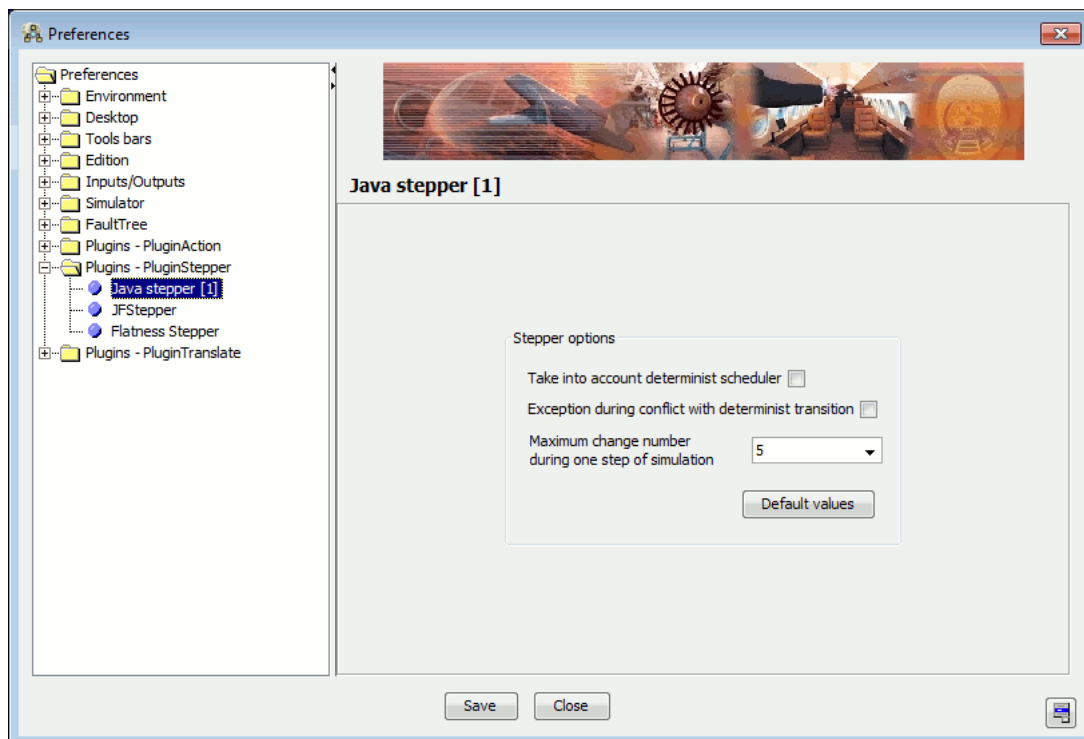 Preferences
Preferences
Environment
Desktop
Tools bars
Edition
Inputs/Outputs
Simulator
FaultTree
Plugins - PluginAction
Plugins - PluginStepper
Java stepper [1]
JFStepper
Flatness Stepper
Plugins - PluginTranslate
Java stepper [1]
Stepper options
Take into account determinist scheduler
Exception during conflict with determinist transition
Maximum change number
during one step of simulation
5
Default values
Save
Close